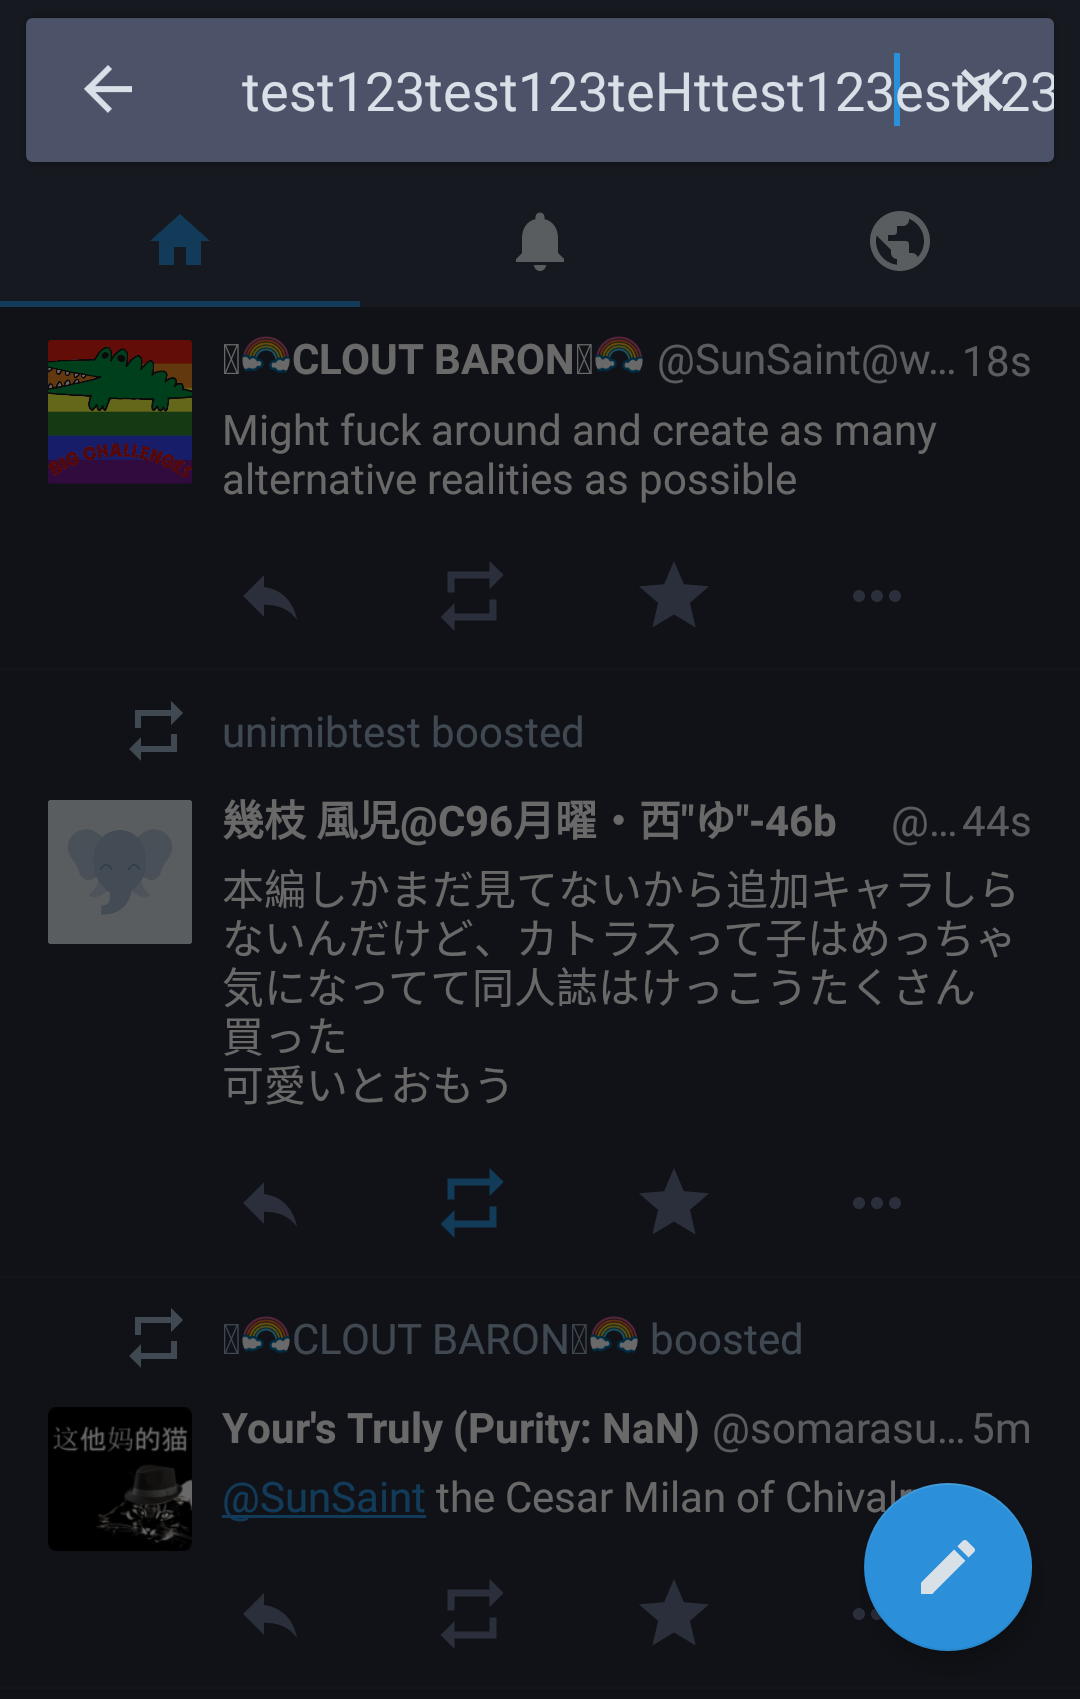 test123test123teHttest123est123
🌈CLOUT BARON🌈 @SunSaint@w... 18s
Might fuck around and create as many
alternative realities as possible
unimibtest boosted
幾枝 風児@C96月曜・西"ゆ"-46b @... 44s
本編しかまだ見てないから追加キャラしら
ないんだけど、カトラスって子はめっちゃ
気になってて同人誌はけっこうたくさん
買った
可愛いとおもう
🌈CLOUT BARON🌈 boosted
这他妈的猫
Your's Truly (Purity: NaN) @somarasu... 5m
@SunSaint the Cesar Milan of Chivalr